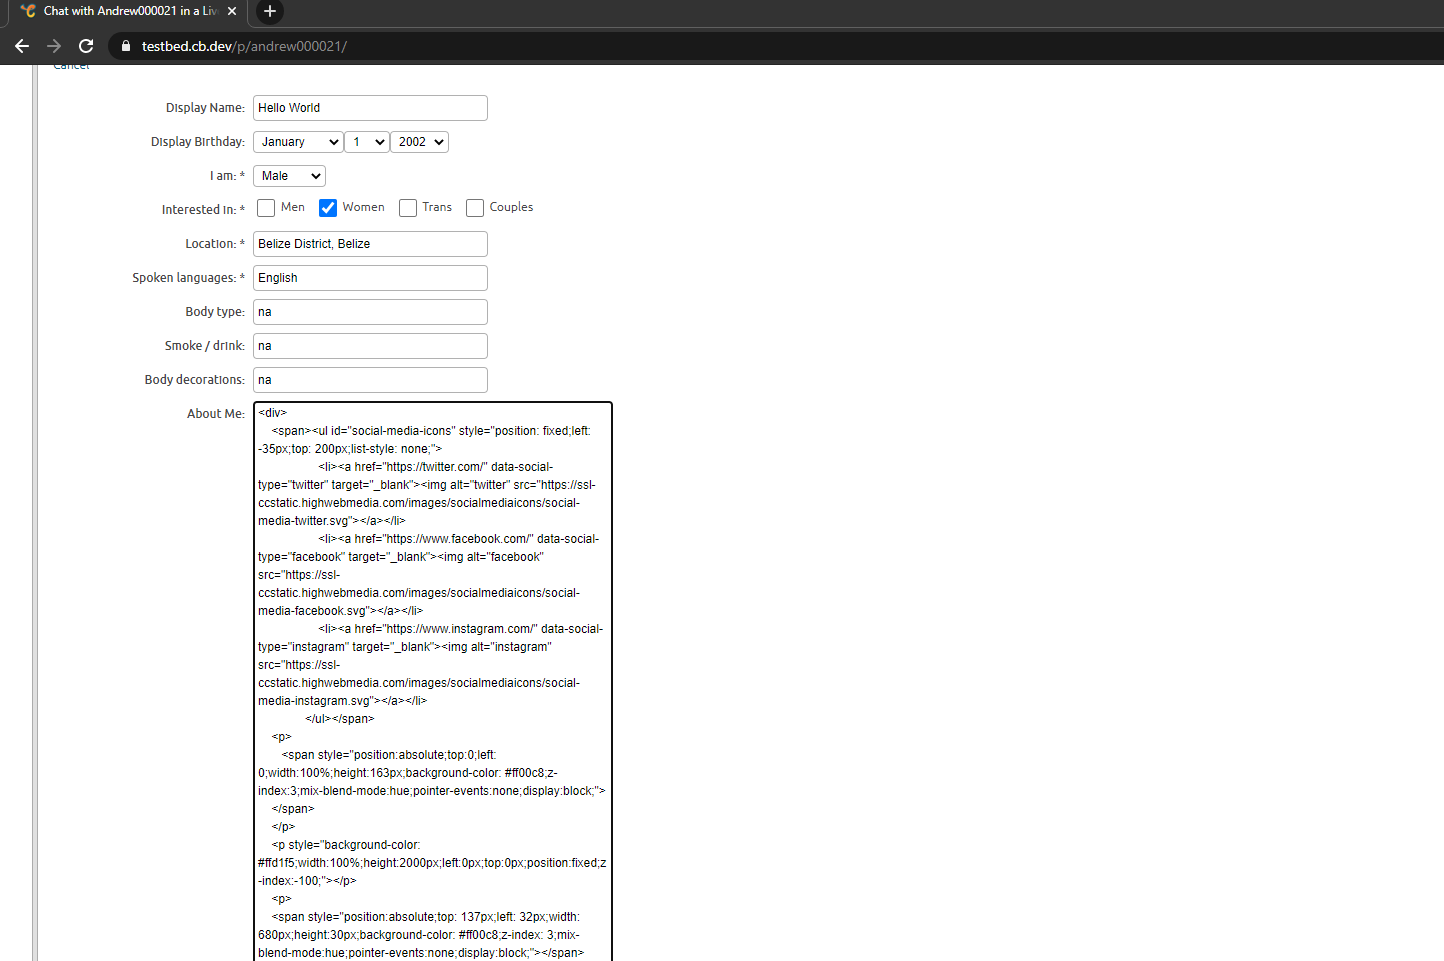 Chat with Andrew000021 in a Liv
testbed.cb.dev/p/andrew000021/
Cancel
Display Name: Hello World
Display Birthday: January 1 2002
I am: * Male
Interested In: * Men Women Trans Couples
Location: * Belize District, Belize
Spoken languages: * English
Body type: na
Smoke / drink: na
Body decorations: na
About Me: <div>
<span><ul id="social-media-icons" style="position: fixed;left:
-35px;top: 200px;list-style: none;">
<li><a href="https://twitter.com/" data-social-
type="twitter" target="_blank"><img alt="twitter" src="https://ssl-
ccstatic.highwebmedia.com/images/socialmediaicons/social-
media-twitter.svg"></a></li>
<li><a href="https://www.facebook.com/" data-social-
type="facebook" target="_blank"><img alt="facebook"
src="https://ssl-
ccstatic.highwebmedia.com/images/socialmediaicons/social-
media-facebook.svg"></a></li>
<li><a href="https://www.instagram.com/" data-social-
type="instagram" target="_blank"><img alt="instagram"
src="https://ssl-
ccstatic.highwebmedia.com/images/socialmediaicons/social-
media-instagram.svg"></a></li>
</ul></span>
<p>
<span style="position:absolute;top:0;left:
0;width:100%;height:163px;background-color: #ff00c8;z-
index:3;mix-blend-mode:hue;pointer-events:none;display:block;">
</span>
</p>
<p style="background-color:
#ffd1f5;width:100%;height:2000px;left:0px;top:0px;position:fixed;z
-index:-100;"></p>
<p>
<span style="position:absolute;top: 137px;left: 32px;width:
680px;height:30px;background-color: #ff00c8;z-index: 3;mix-
blend-mode:hue;pointer-events:none;display:block;"></span>